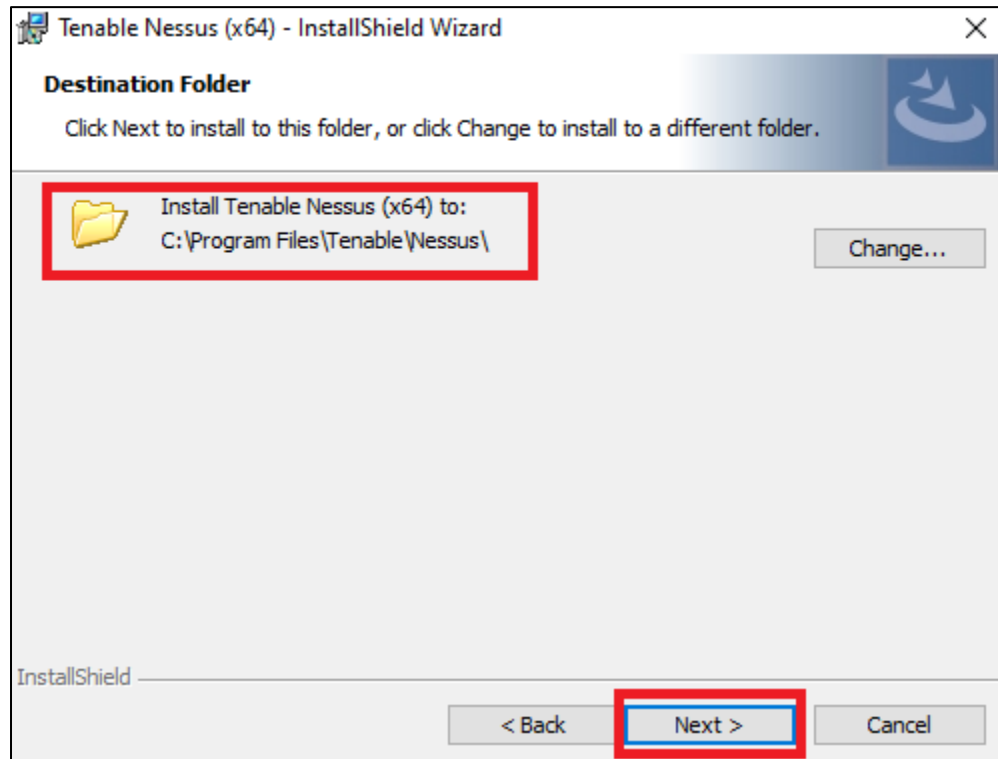 Tenable Nessus (x64) - InstallShield Wizard
Destination Folder
Click Next to install to this folder, or click Change to install to a different folder.
Install Tenable Nessus (x64) to:
C:\Program Files\Tenable\Nessus\
Change...
InstallShield
< Back
Next >
Cancel